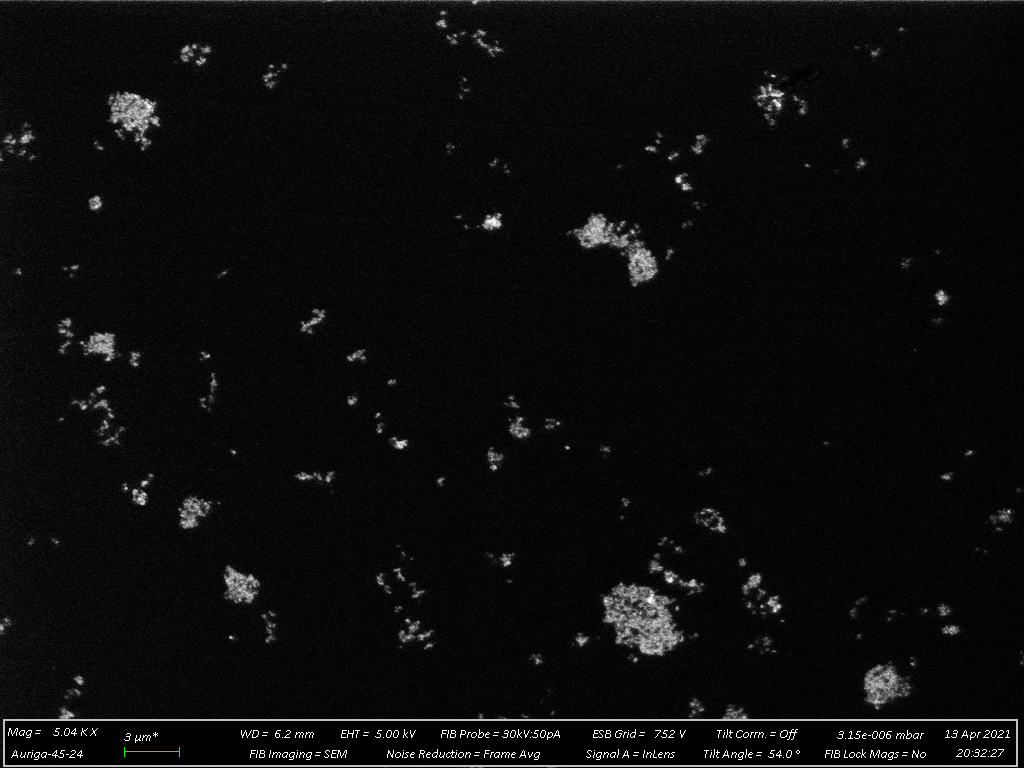 Mag = 5.04 K X 3 µm* WD = 6.2 mm EHT = 5.00 kV FIB Probe = 30kV:50pA ESB Grid = 752 V Tilt Corrn. = Off 3.15e-006 mbar 13 Apr 2021
Auriga-45-24 FIB Imaging = SEM Noise Reduction = Frame Avg Signal A = InLens Tilt Angle = 54.0 ° FIB Lock Mags = No 20:32:27